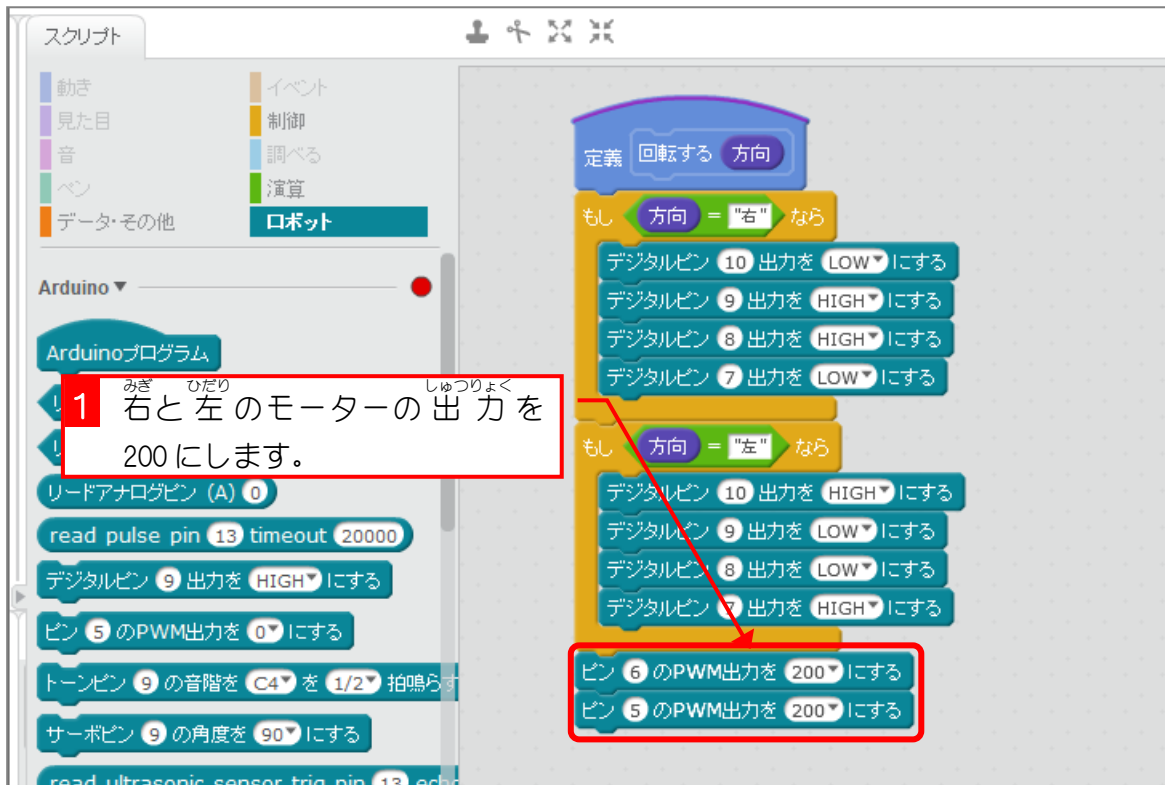 スクリプト
動き
イベント
見た目
制御
音
調べる
ペン
演算
データ・その他
ロボット
Arduino
Arduinoプログラム
リードアナログピン (A) 0
read pulse pin 13 timeout 20000
デジタルピン 9 出力を HIGH にする
ピン 5 のPWM出力を 0 にする
トーンピン 9 の音階を C4 を 1/2 拍鳴らす
サーボピン 9 の角度を 90 にする
read ultrasonic sensor trig pin 13
1
みぎ ひだり しゅつりょく
右と左のモーターの出力を
200にします。
定義 回転する 方向
もし 方向 = "右" なら
デジタルピン 10 出力を LOW にする
デジタルピン 9 出力を HIGH にする
デジタルピン 8 出力を HIGH にする
デジタルピン 7 出力を LOW にする
もし 方向 = "左" なら
デジタルピン 10 出力を HIGH にする
デジタルピン 9 出力を LOW にする
デジタルピン 8 出力を LOW にする
デジタルピン 7 出力を HIGH にする
ピン 6 のPWM出力を 200 にする
ピン 5 のPWM出力を 200 にする